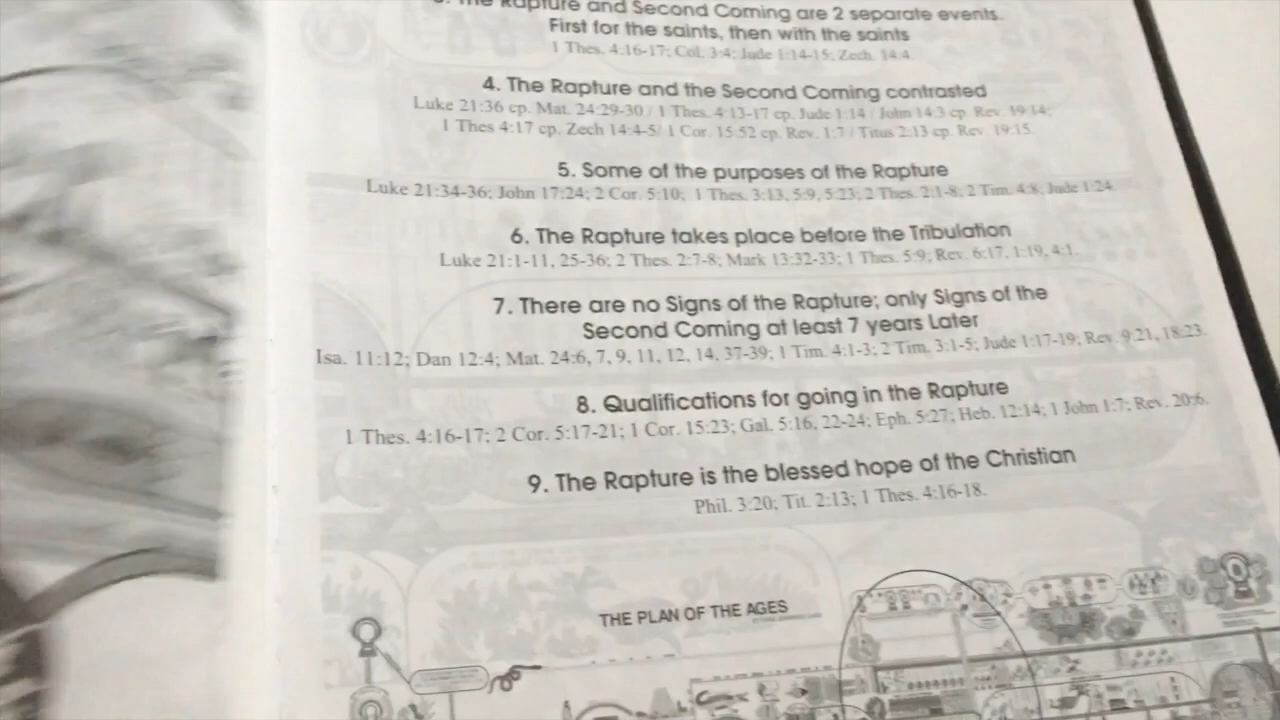 The Rapture and Second Coming are 2 separate events.
First for the saints, then with the saints
1 Thes. 4:16-17; Col. 3:4; Jude 1:14-15; Zech. 14:4.
4. The Rapture and the Second Coming contrasted
Luke 21:36 cp. Mat. 24:29-30 / 1 Thes. 4:13-17 cp. Jude 1:14 / John 14:3 cp. Rev. 19:14;
1 Thes 4:17 cp. Zech 14:4-5/ 1 Cor. 15:52 cp. Rev. 1:7 / Titus 2:13 cp. Rev. 19:15.
5. Some of the purposes of the Rapture
Luke 21:34-36; John 17:24; 2 Cor. 5:10; 1 Thes. 3:13, 5:9, 5:23; 2 Thes. 2:1-8; 2 Tim. 4:8; Jude 1:24.
6. The Rapture takes place before the Tribulation
Luke 21:1-11, 25-36; 2 Thes. 2:7-8; Mark 13:32-33; 1 Thes. 5:9; Rev. 6:17, 1:19, 4:1.
7. There are no Signs of the Rapture; only Signs of the
Second Coming at least 7 years Later
Isa. 11:12; Dan 12:4; Mat. 24:6, 7, 9, 11, 12, 14, 37-39; 1 Tim. 4:1-3; 2 Tim. 3:1-5; Jude 1:17-19; Rev. 9:21, 18:23.
8. Qualifications for going in the Rapture
1 Thes. 4:16-17; 2 Cor. 5:17-21; 1 Cor. 15:23; Gal. 5:16, 22-24; Eph. 5:27; Heb. 12:14; 1 John 1:7; Rev. 20:6.
9. The Rapture is the blessed hope of the Christian
Phil. 3:20; Tit. 2:13; 1 Thes. 4:16-18.
THE PLAN OF THE AGES